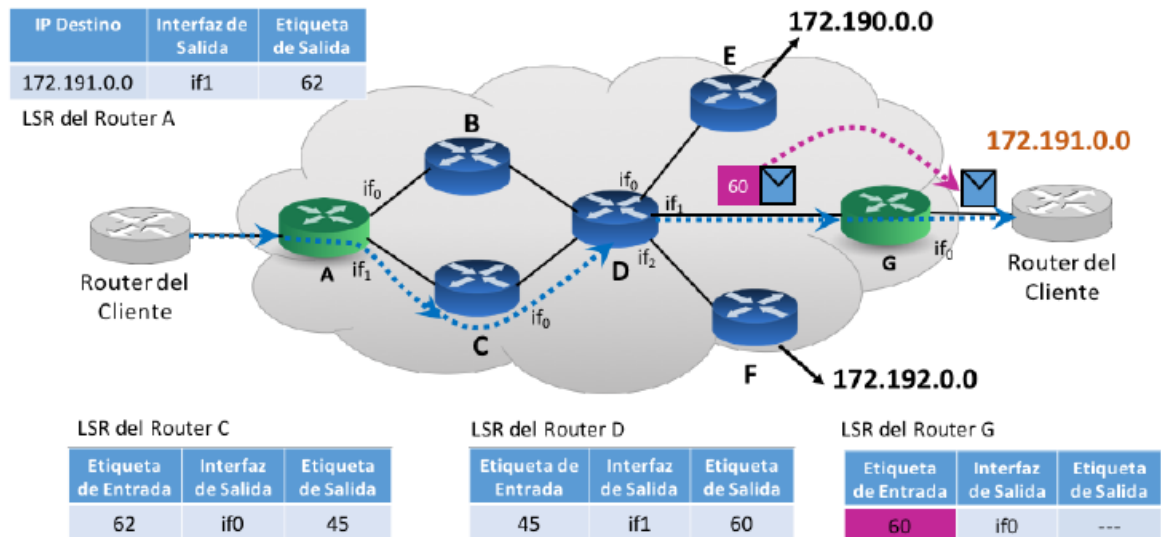 IP Destino
Interfaz de Salida
Etiqueta de Salida
172.191.0.0
if1
62
LSR del Router A
172.190.0.0
E
B
172.191.0.0
60
if0
if0
if1
if2
if1
if0
if0
A
C
D
G
F
Router del
Cliente
Router del
Cliente
172.192.0.0
LSR del Router C
Etiqueta de Entrada
Interfaz de Salida
Etiqueta de Salida
62
if0
45
LSR del Router D
Etiqueta de Entrada
Interfaz de Salida
Etiqueta de Salida
45
if1
60
LSR del Router G
Etiqueta de Entrada
Interfaz de Salida
Etiqueta de Salida
60
if0
---